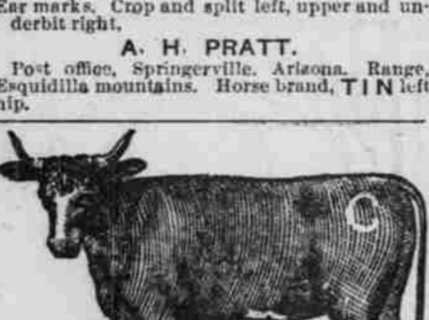 Ear marks. Crop and split left, upper and un-
derbit right,
A. H. PRATT.
Post office, Springerville. Arizona. Range,
Esquidilla mountains. Horse brand, TIN left
hip.
C